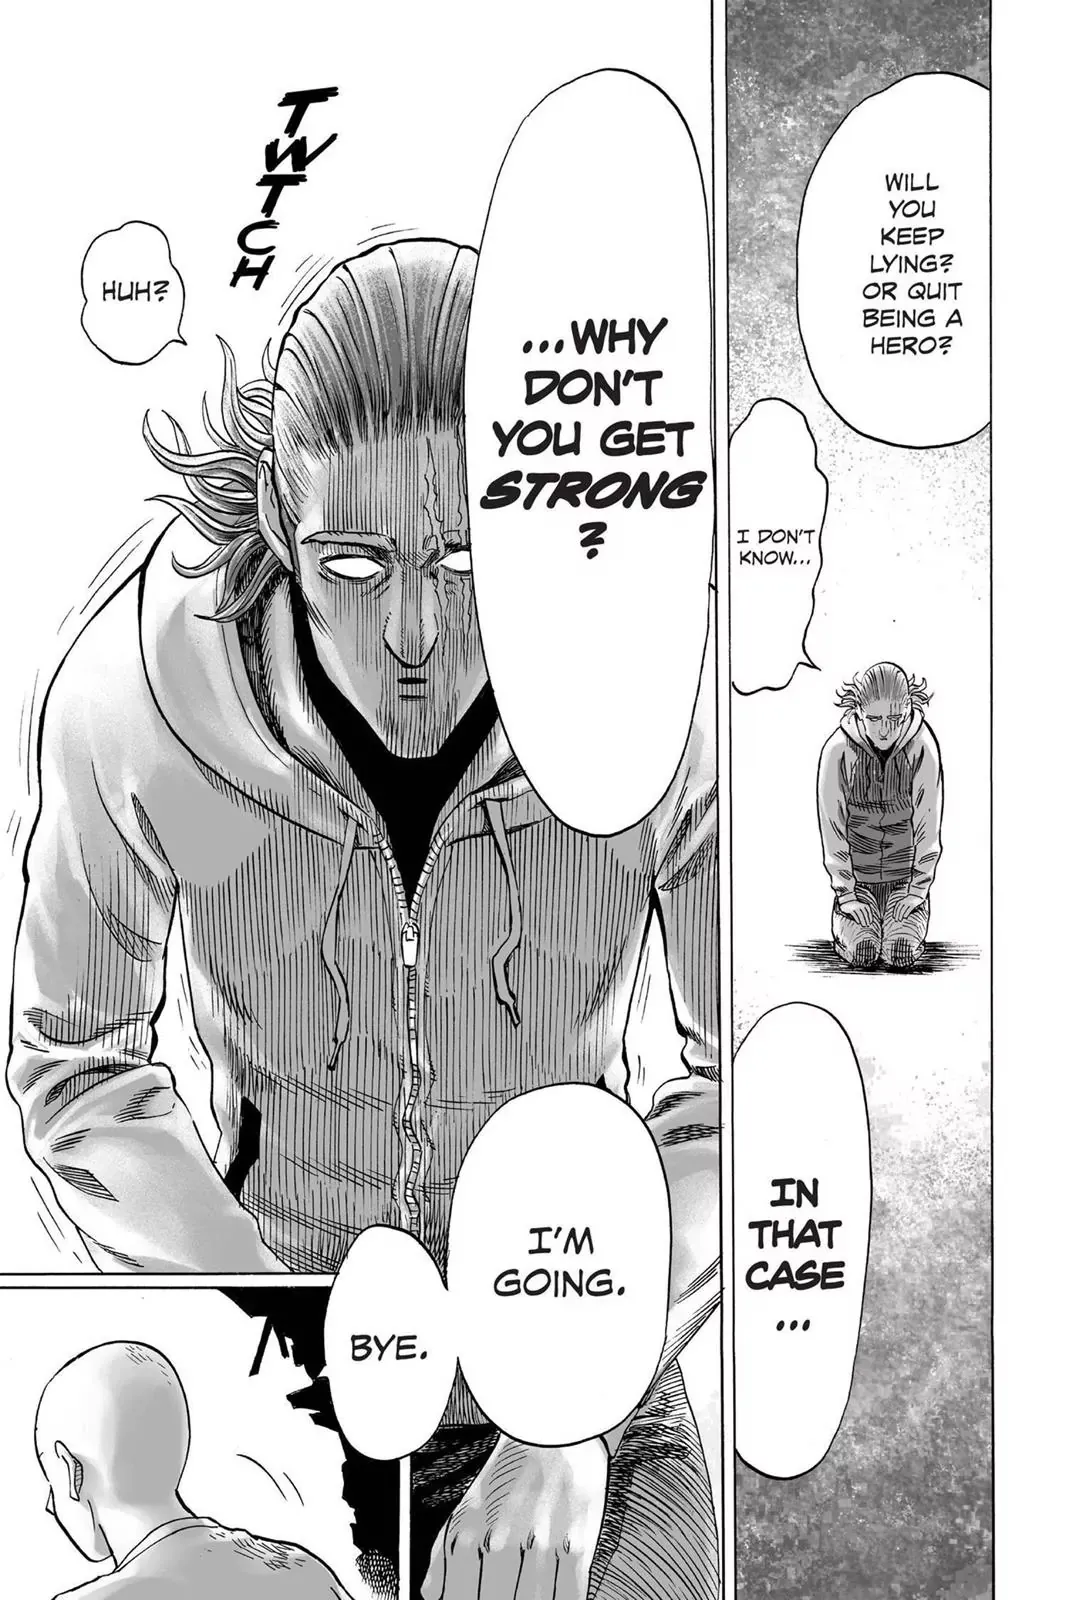 WILL
YOU
KEEP
LYING?
OR QUIT
BEING A
HERO?
I DON'T
KNOW...
IN
THAT
CASE
...
...WHY
DON'T
YOU GET
STRONG
?
TWTCH
HUH?
I'M
GOING.
BYE.